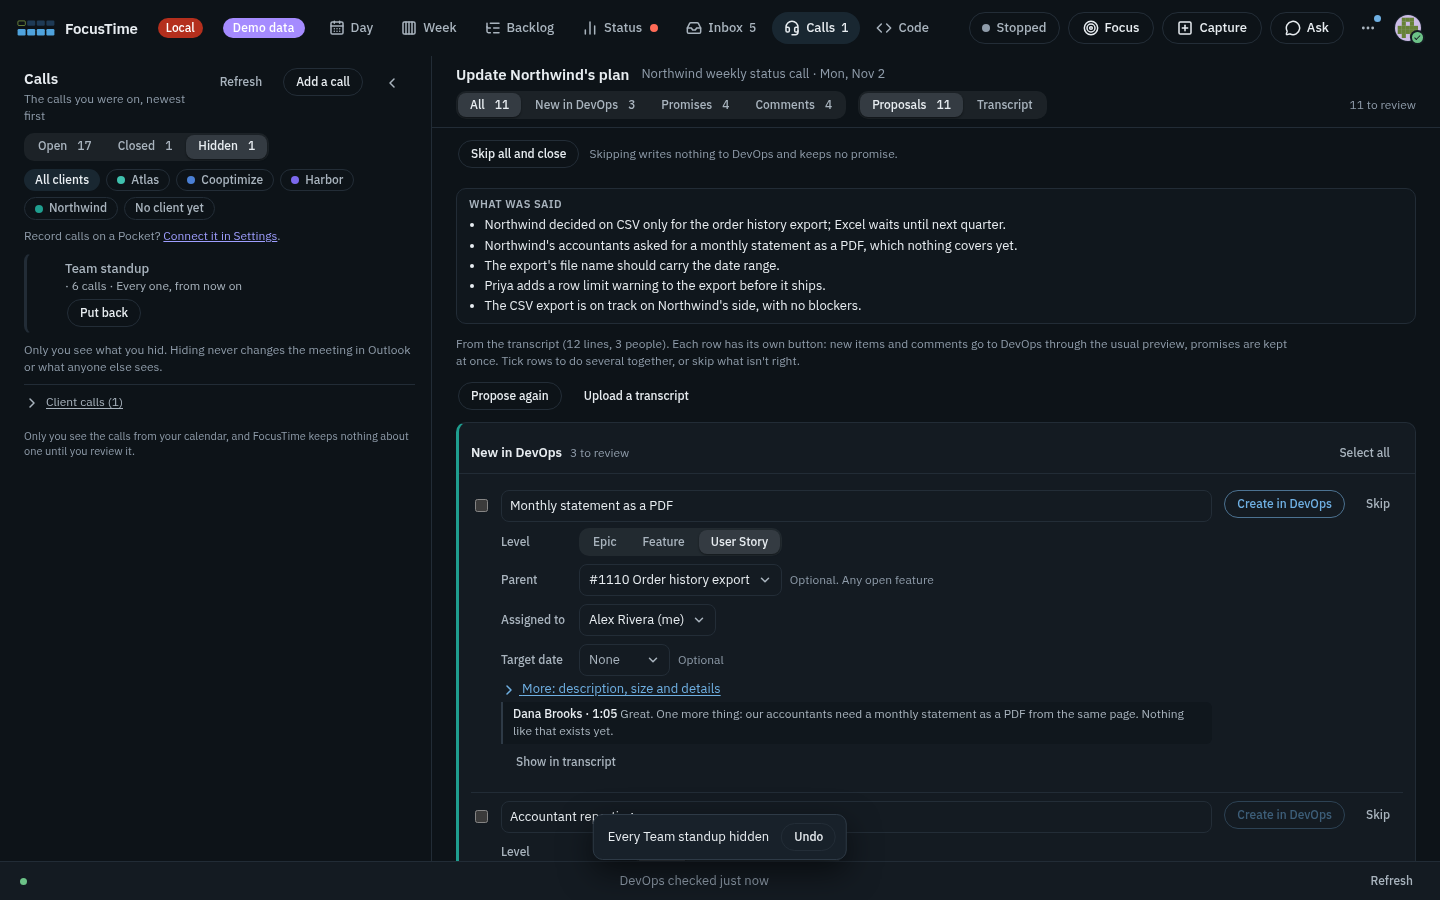 FocusTime
Local
Demo data
Day
Week
Backlog
Status
Inbox 5
Calls 1
Code
Stopped
Focus
Capture
Ask
Calls
Refresh
Add a call
The calls you were on, newest
first
Open 17
Closed 1
Hidden 1
All clients
Atlas
Cooptimize
Harbor
Northwind
No client yet
Record calls on a Pocket? Connect it in Settings.
Team standup
· 6 calls · Every one, from now on
Put back
Only you see what you hid. Hiding never changes the meeting in Outlook
or what anyone else sees.
Client calls (1)
Only you see the calls from your calendar, and FocusTime keeps nothing about
one until you review it.
Update Northwind's plan
Northwind weekly status call · Mon, Nov 2
All 11
New in DevOps 3
Promises 4
Comments 4
Proposals 11
Transcript
11 to review
Skip all and close
Skipping writes nothing to DevOps and keeps no promise.
WHAT WAS SAID
• Northwind decided on CSV only for the order history export; Excel waits until next quarter.
• Northwind's accountants asked for a monthly statement as a PDF, which nothing covers yet.
• The export's file name should carry the date range.
• Priya adds a row limit warning to the export before it ships.
• The CSV export is on track on Northwind's side, with no blockers.
From the transcript (12 lines, 3 people). Each row has its own button: new items and comments go to DevOps through the usual preview, promises are kept
at once. Tick rows to do several together, or skip what isn't right.
Propose again
Upload a transcript
New in DevOps 3 to review
Select all
Monthly statement as a PDF
Create in DevOps
Skip
Level
Epic
Feature
User Story
Parent
#1110 Order history export
Optional. Any open feature
Assigned to
Alex Rivera (me)
Target date
None
Optional
More: description, size and details
Dana Brooks · 1:05 Great. One more thing: our accountants need a monthly statement as a PDF from the same page. Nothing
like that exists yet.
Show in transcript
Accountant
Create in DevOps
Skip
Level
Every Team standup hidden
Undo
DevOps checked just now
Refresh